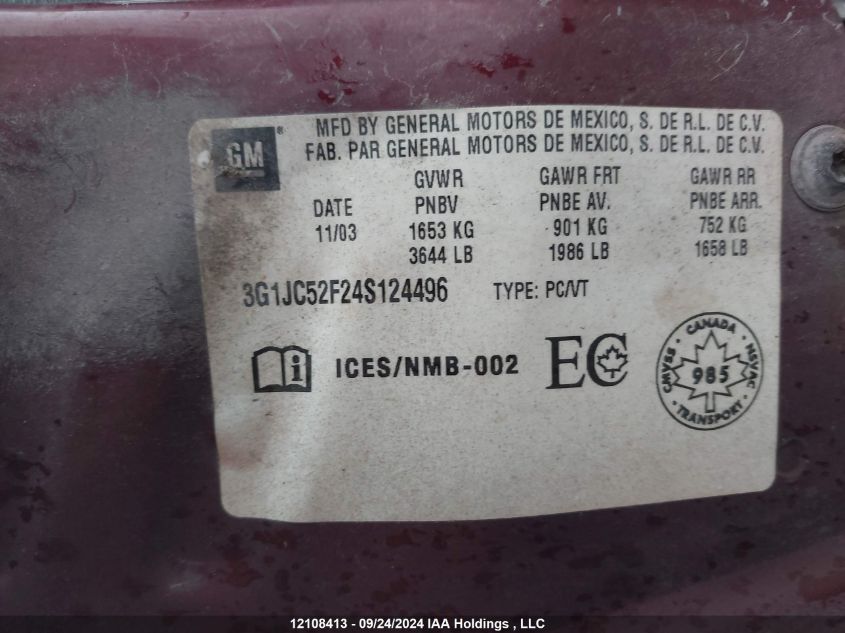 GM ®
MFD BY GENERAL MOTORS DE MEXICO, S. DE R.L. DE C.V.
FAB. PAR GENERAL MOTORS DE MEXICO, S. DE R.L. DE C.V.
GVWR GAWR FRT GAWR RR
DATE PNBV PNBE AV. PNBE ARR.
11/03 1653 KG 901 KG 752 KG
3644 LB 1986 LB 1658 LB
3G1JC52F24S124496 TYPE: PC/VT
i ICES/NMB-002 EC
CANADA
CMVSS
NSVAC
985
TRANSPORT
12108413 - 09/24/2024 IAA Holdings , LLC